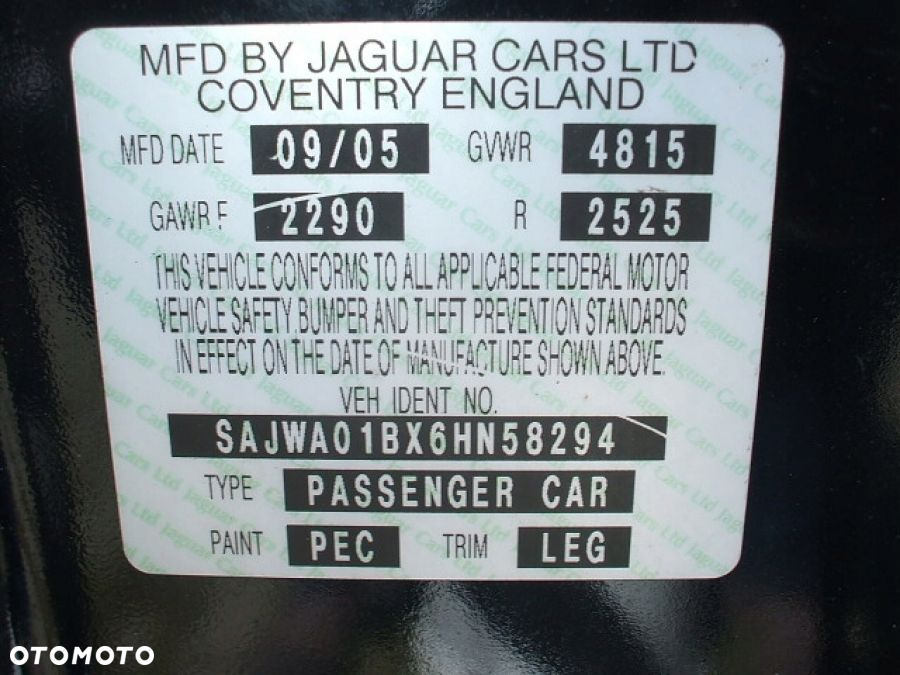 MFD BY JAGUAR CARS LTD
COVENTRY ENGLAND
MFD DATE 09/05 GVWR 4815
GAWR F 2290 R 2525
THIS VEHICLE CONFORMS TO ALL APPLICABLE FEDERAL MOTOR
VEHICLE SAFETY, BUMPER AND THEFT PREVENTION STANDARDS
IN EFFECT ON THE DATE OF MANUFACTURE SHOWN ABOVE.
VEH IDENT NO.
SAJWA01BX6HN58294
TYPE PASSENGER CAR
PAINT PEC TRIM LEG
OTOMOTO